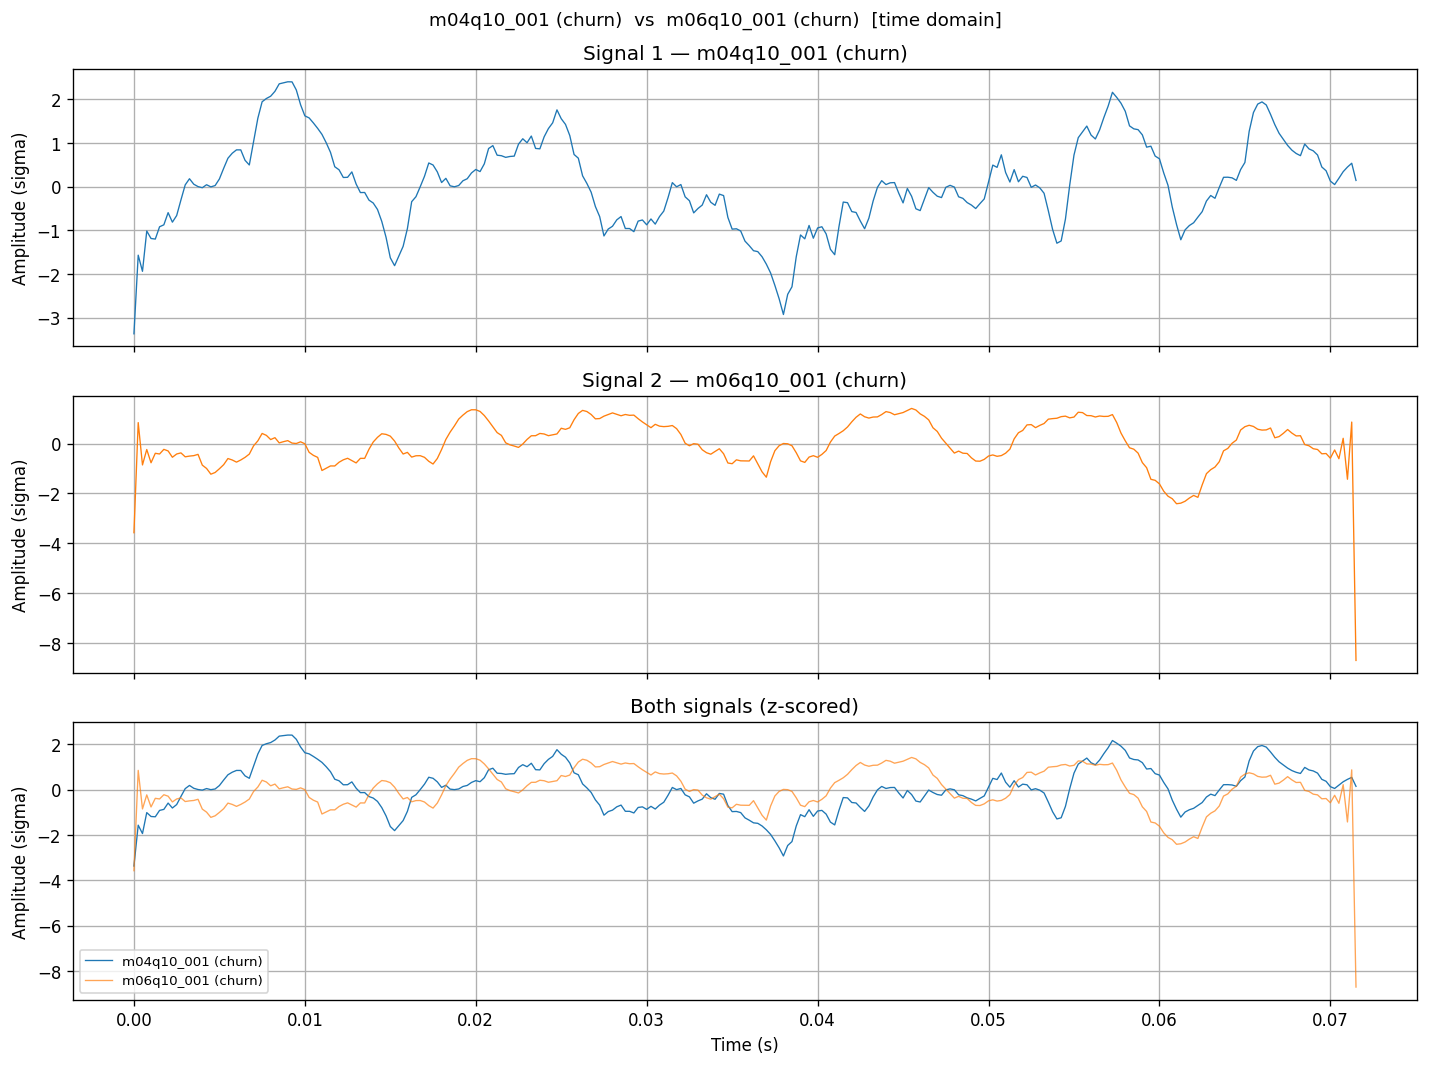 m04q10_001 (churn)  vs  m06q10_001 (churn)  [time domain]
Signal 1 — m04q10_001 (churn)
Amplitude (sigma)
2
1
0
−1
−2
−3
Signal 2 — m06q10_001 (churn)
Amplitude (sigma)
0
−2
−4
−6
−8
Both signals (z-scored)
Amplitude (sigma)
2
0
−2
−4
−6
−8
m04q10_001 (churn)
m06q10_001 (churn)
0.00 0.01 0.02 0.03 0.04 0.05 0.06 0.07
Time (s)